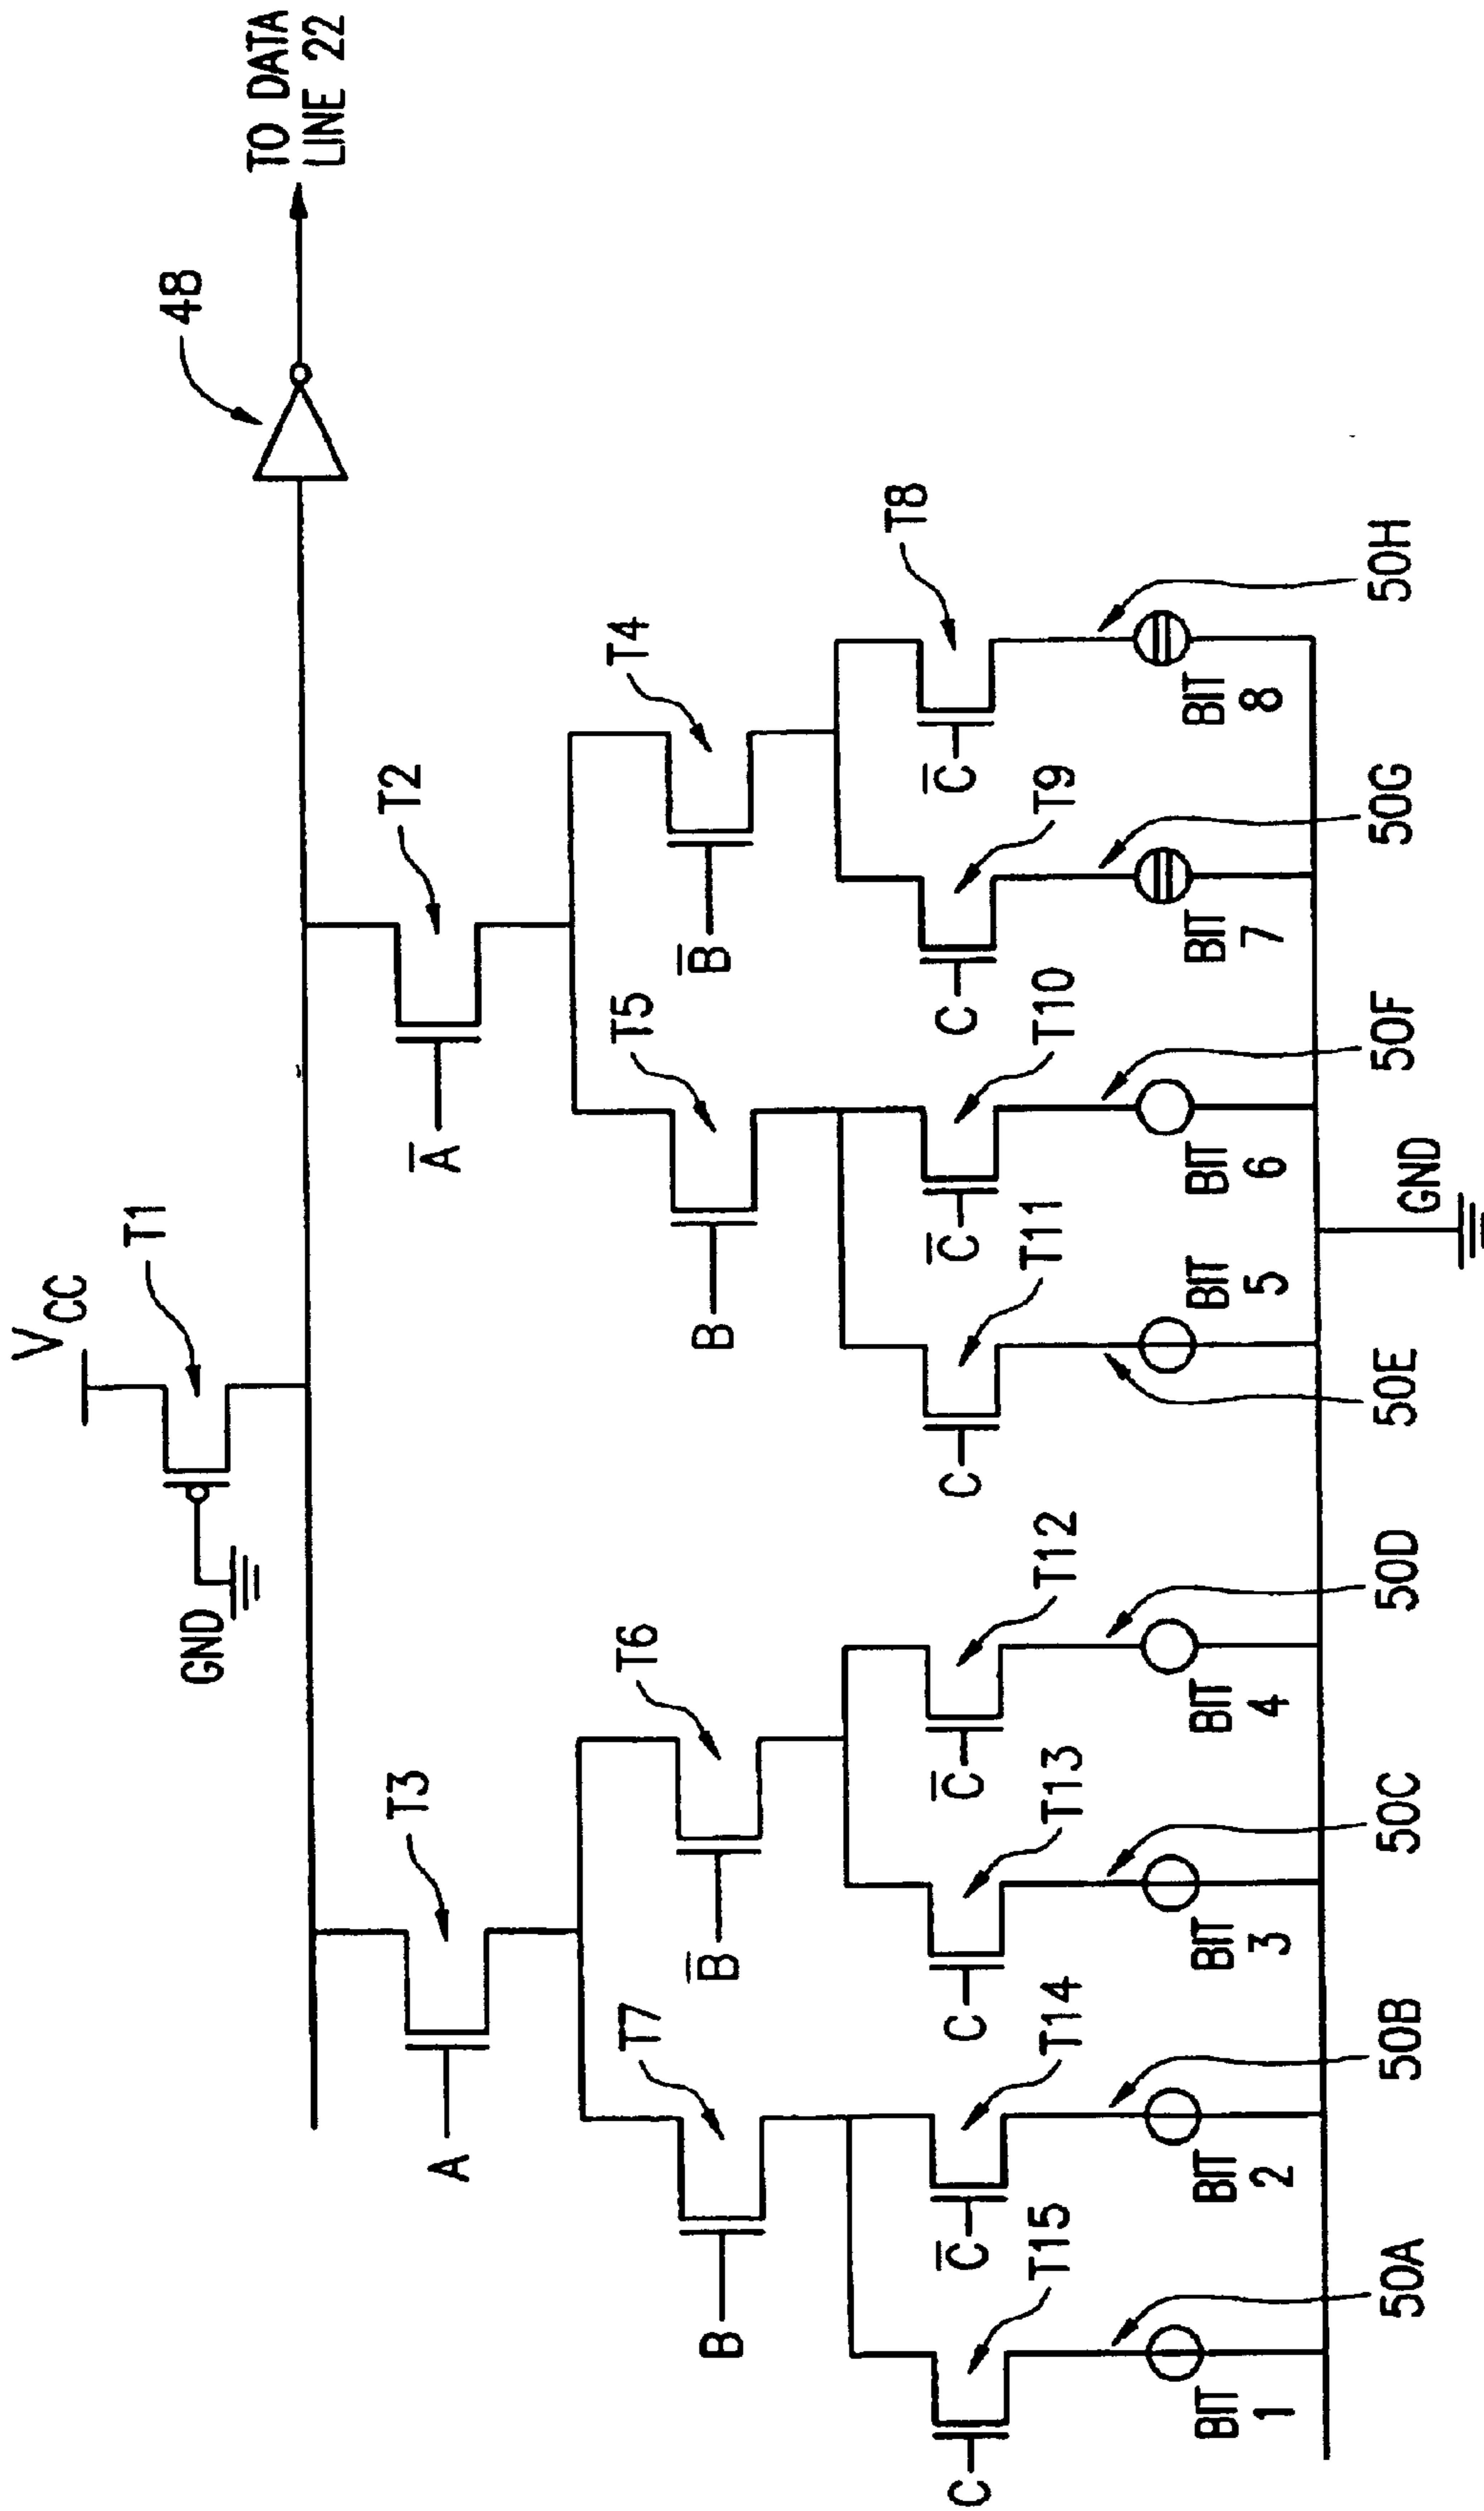 VCC
T1
GND
48
TO DATA
LINE 22
T3
T2
A
A̅
T7
T6
T5
T4
B
B̅
B
B̅
T15
T14
T13
T12
T11
T10
T9
T8
C
C̅
C
C̅
C
C̅
C
C̅
BIT
1
BIT
2
BIT
3
BIT
4
BIT
5
BIT
6
BIT
7
BIT
8
50A
50B
50C
50D
50E
GND
50F
50G
50H